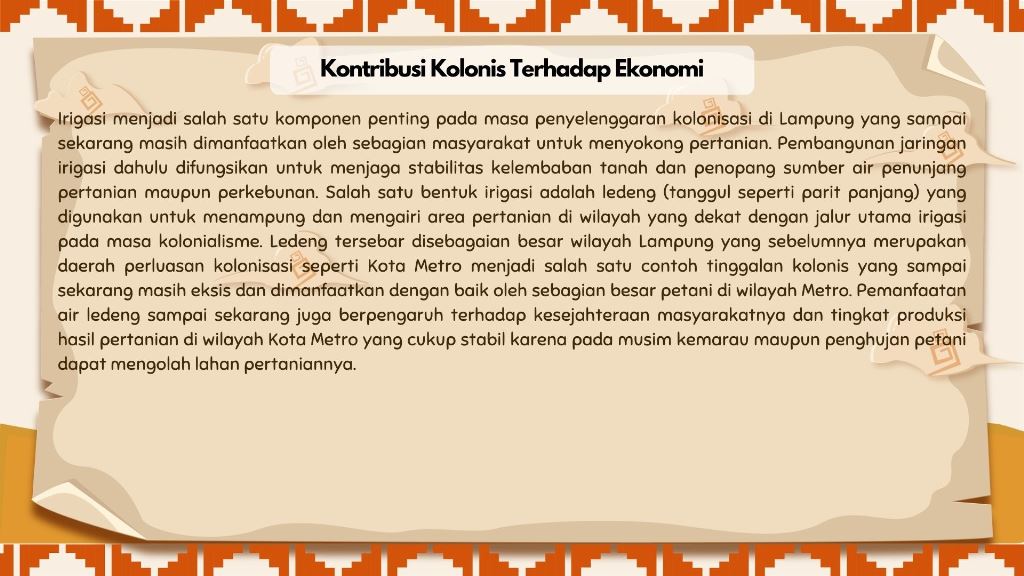 Kontribusi Kolonis Terhadap Ekonomi
Irigasi menjadi salah satu komponen penting pada masa penyelenggaran kolonisasi di Lampung yang sampai
sekarang masih dimanfaatkan oleh sebagian masyarakat untuk menyokong pertanian. Pembangunan jaringan
irigasi dahulu difungsikan untuk menjaga stabilitas kelembaban tanah dan penopang sumber air penunjang
pertanian maupun perkebunan. Salah satu bentuk irigasi adalah ledeng (tanggul seperti parit panjang) yang
digunakan untuk menampung dan mengairi area pertanian di wilayah yang dekat dengan jalur utama irigasi
pada masa kolonialisme. Ledeng tersebar disebagaian besar wilayah Lampung yang sebelumnya merupakan
daerah perluasan kolonisasi seperti Kota Metro menjadi salah satu contoh tinggalan kolonis yang sampai
sekarang masih eksis dan dimanfaatkan dengan baik oleh sebagian besar petani di wilayah Metro. Pemanfaatan
air ledeng sampai sekarang juga berpengaruh terhadap kesejahteraan masyarakatnya dan tingkat produksi
hasil pertanian di wilayah Kota Metro yang cukup stabil karena pada musim kemarau maupun penghujan petani
dapat mengolah lahan pertaniannya.